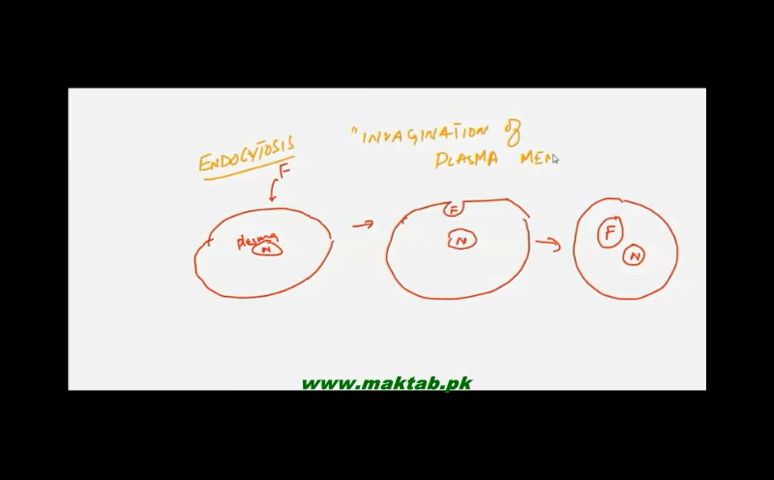 ENDOCYTOSIS
"INVAGINATION of
PLASMA MEM
F
plasma
N
F
N
F
N
www.maktab.pk